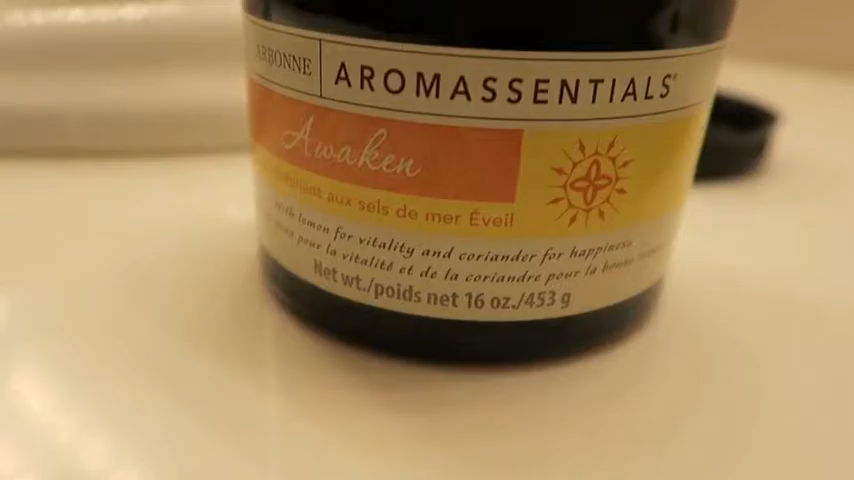 ARBONNE
AROMASSENTIALS®
Awaken
aux sels de mer Éveil
with lemon for vitality and coriander for happiness
pour la vitalité et de la coriandre pour la bonne
Net wt./poids net 16 oz./453 g